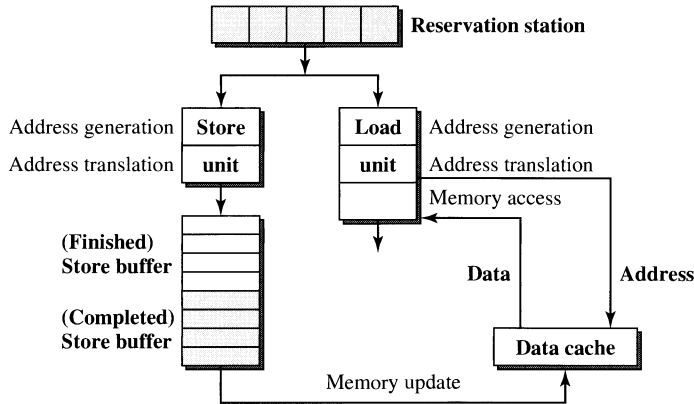 Reservation station
Address generation
Store
Load
Address generation
Address translation
unit
unit
Address translation
Memory access
(Finished)
Store buffer
Data
Address
(Completed)
Store buffer
Data cache
Memory update